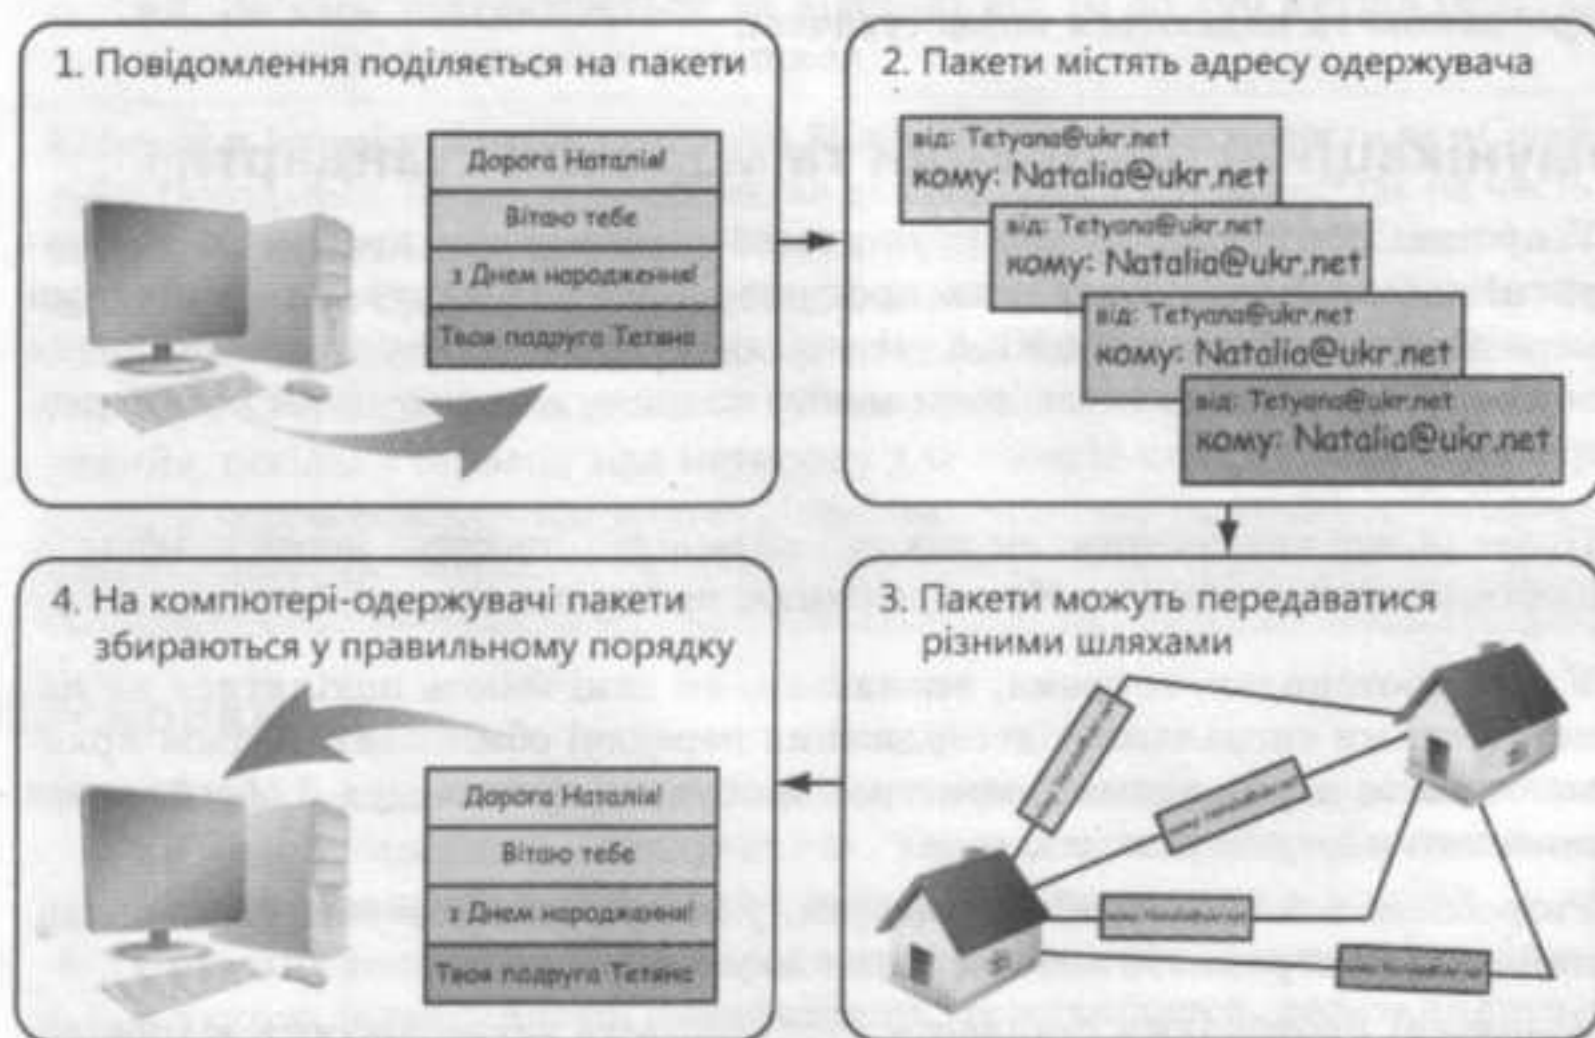 1. Повідомлення поділяється на пакети
Дорога Наталія!
Вітаю тебе
з Днем народження!
Твоя подруга Тетяна
2. Пакети містять адресу одержувача
від: Tetyana@ukr.net
кому: Natalia@ukr.net
від: Tetyana@ukr.net
кому: Natalia@ukr.net
від: Tetyana@ukr.net
кому: Natalia@ukr.net
від: Tetyana@ukr.net
кому: Natalia@ukr.net
3. Пакети можуть передаватися
різними шляхами
4. На компютері-одержувачі пакети
збираються у правильному порядку
Дорога Наталія!
Вітаю тебе
з Днем народження!
Твоя подруга Тетяна